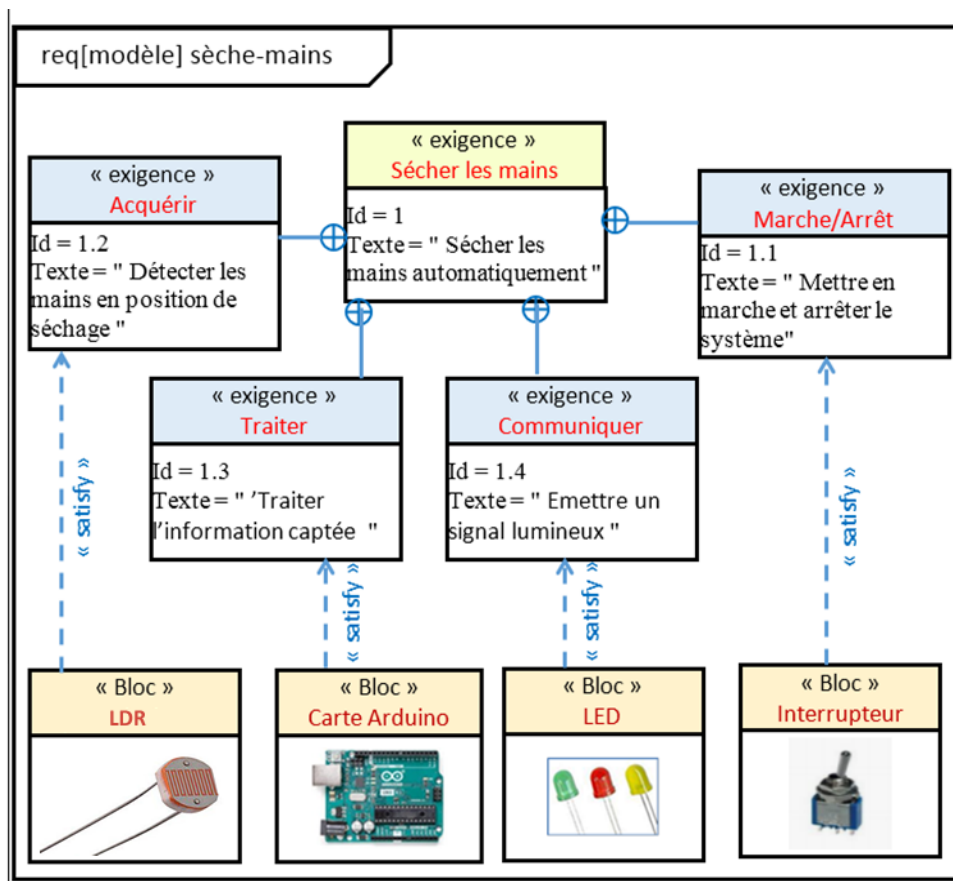 req[modèle] sèche-mains
« exigence »
Sécher les mains
Id = 1
Texte = " Sécher les
mains automatiquement "
« exigence »
Acquérir
Id = 1.2
Texte = " Détecter les
mains en position de
séchage "
« exigence »
Marche/Arrêt
Id = 1.1
Texte = " Mettre en
marche et arrêter le
système"
« exigence »
Traiter
Id = 1.3
Texte = " ’Traiter
l’information captée "
« exigence »
Communiquer
Id = 1.4
Texte = " Emettre un
signal lumineux "
« satisfy »
« satisfy »
« satisfy »
« satisfy »
« Bloc »
LDR
« Bloc »
Carte Arduino
« Bloc »
LED
« Bloc »
Interrupteur